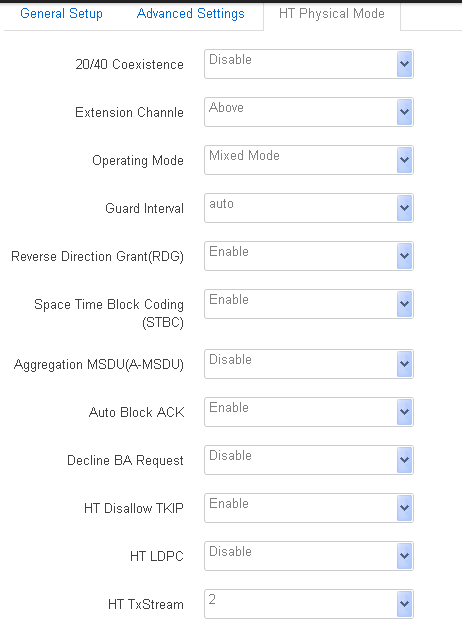 General Setup Advanced Settings HT Physical Mode
20/40 Coexistence Disable
Extension Channle Above
Operating Mode Mixed Mode
Guard Interval auto
Reverse Direction Grant(RDG) Enable
Space Time Block Coding Enable
(STBC)
Aggregation MSDU(A-MSDU) Disable
Auto Block ACK Enable
Decline BA Request Disable
HT Disallow TKIP Enable
HT LDPC Disable
HT TxStream 2